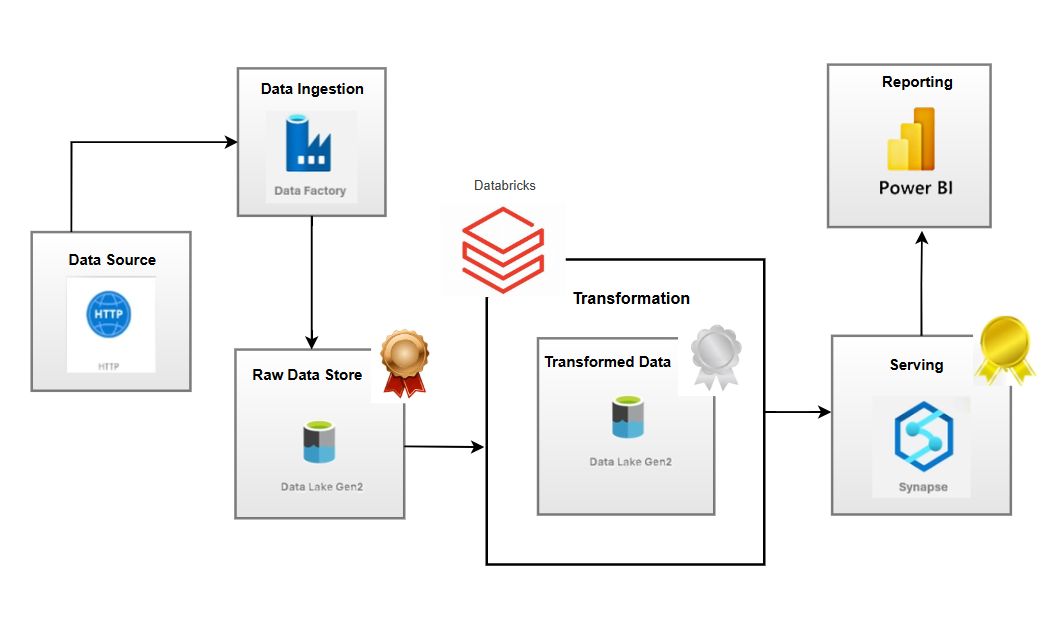 Data Source
HTTP
HTTP
Data Ingestion
Data Factory
Raw Data Store
Data Lake Gen2
Databricks
Transformation
Transformed Data
Data Lake Gen2
Serving
Synapse
Reporting
Power BI